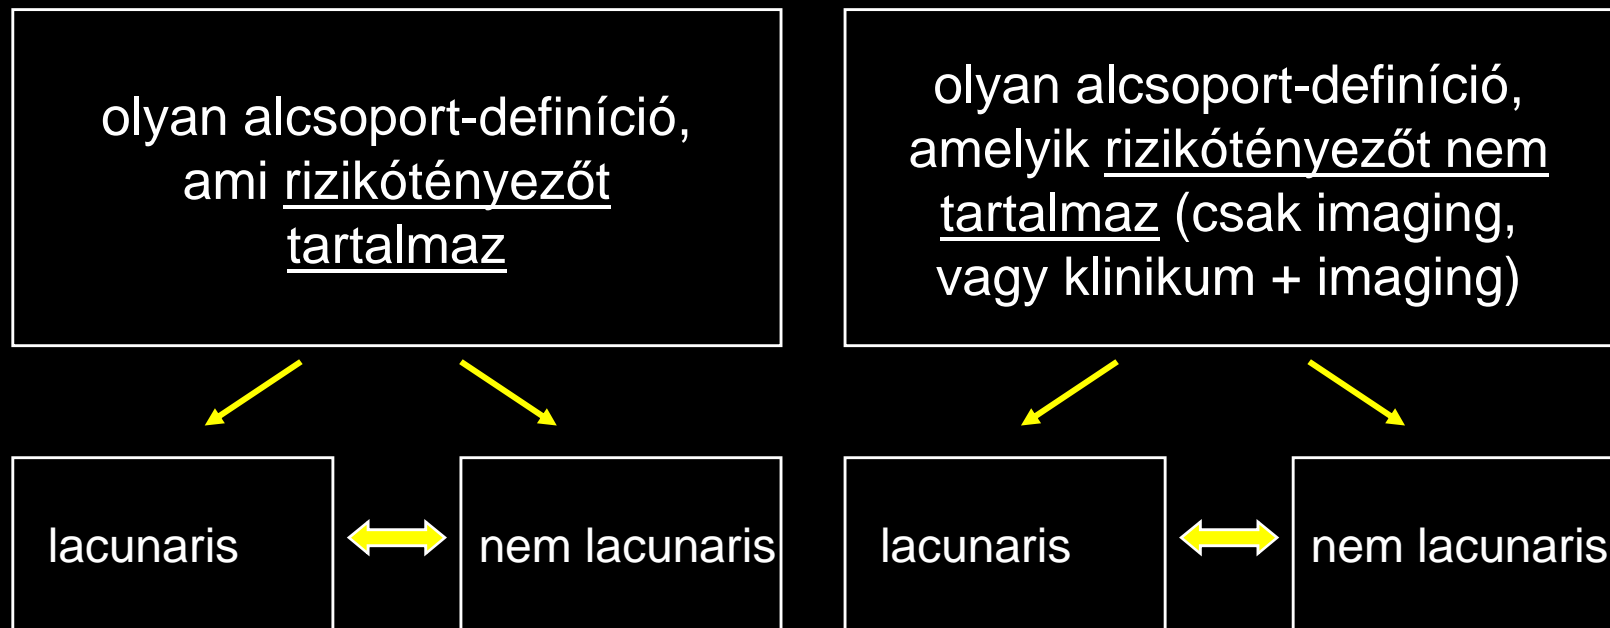 olyan alcsoport-definíció,
ami rizikótényezőt
tartalmaz
olyan alcsoport-definíció,
amelyik rizikótényezőt nem
tartalmaz (csak imaging,
vagy klinikum + imaging)
lacunaris
nem lacunaris
lacunaris
nem lacunaris